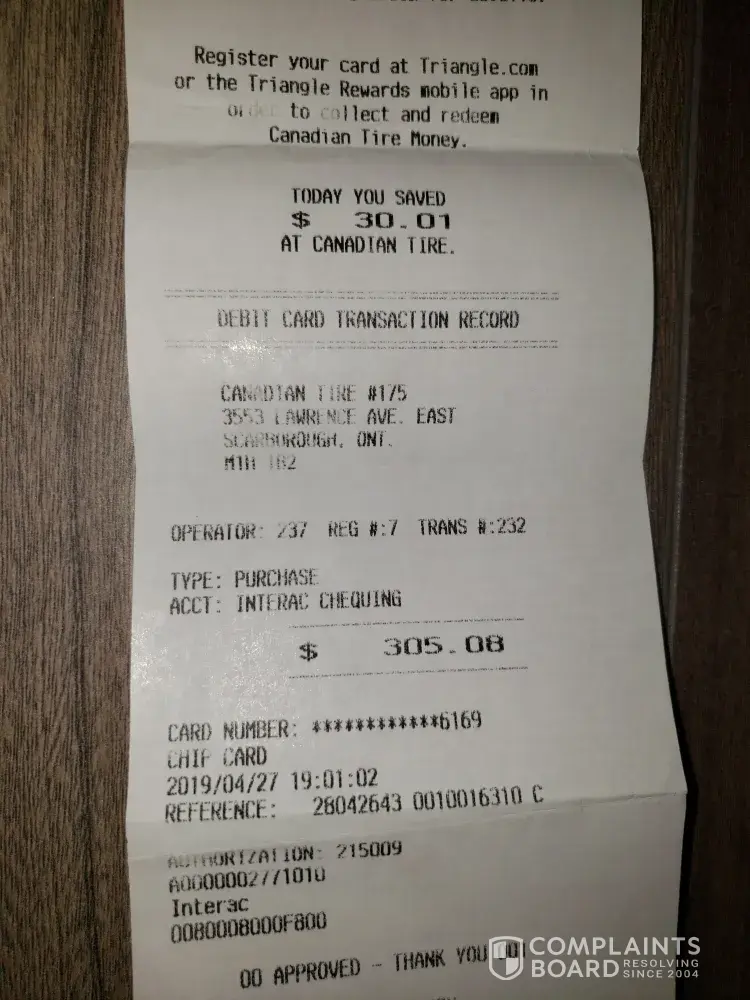 Register your card at Triangle.com
or the Triangle Rewards mobile app in
order to collect and redeem
Canadian Tire Money.
TODAY YOU SAVED
$ 30.01
AT CANADIAN TIRE.
DEBIT CARD TRANSACTION RECORD
CANADIAN TIRE #175
3553 LAWRENCE AVE. EAST
SCARBOROUGH, ONT.
M1H 1B2
OPERATOR: 237 REG #:7 TRANS #:232
TYPE: PURCHASE
ACCT: INTERAC CHEQUING
$ 305.08
CARD NUMBER: ************6169
CHIP CARD
2019/04/27 19:01:02
REFERENCE: 28042643 0010016310 C
AUTHORIZATION: 215009
A0000002771010
Interac
0080008000F800
00 APPROVED - THANK YOU
COMPLAINTS
BOARD RESOLVING
SINCE 2004